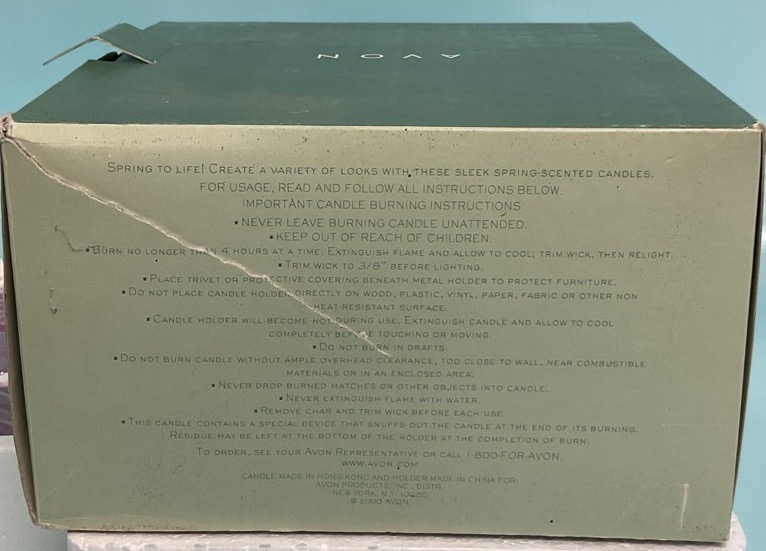 AVON
SPRING TO LIFE! CREATE A VARIETY OF LOOKS WITH THESE SLEEK SPRING-SCENTED CANDLES.
FOR USAGE, READ AND FOLLOW ALL INSTRUCTIONS BELOW.
IMPORTANT CANDLE BURNING INSTRUCTIONS
▪ NEVER LEAVE BURNING CANDLE UNATTENDED.
▪ KEEP OUT OF REACH OF CHILDREN.
▪ BURN NO LONGER THAN 4 HOURS AT A TIME. EXTINGUISH FLAME AND ALLOW TO COOL, TRIM WICK, THEN RELIGHT.
▪ TRIM WICK TO 3/8" BEFORE LIGHTING.
▪ PLACE TRIVET OR PROTECTIVE COVERING BENEATH METAL HOLDER TO PROTECT FURNITURE.
▪ DO NOT PLACE CANDLE HOLDER DIRECTLY ON WOOD, PLASTIC, VINYL, PAPER, FABRIC OR OTHER NON
HEAT-RESISTANT SURFACE.
▪ CANDLE HOLDER WILL BECOME HOT DURING USE. EXTINGUISH CANDLE AND ALLOW TO COOL
COMPLETELY BEFORE TOUCHING OR MOVING.
▪ DO NOT BURN IN DRAFTS.
▪ DO NOT BURN CANDLE WITHOUT AMPLE OVERHEAD CLEARANCE, TOO CLOSE TO WALL, NEAR COMBUSTIBLE
MATERIALS OR IN AN ENCLOSED AREA.
▪ NEVER DROP BURNED MATCHES OR OTHER OBJECTS INTO CANDLE.
▪ NEVER EXTINGUISH FLAME WITH WATER.
▪ REMOVE CHAR AND TRIM WICK BEFORE EACH USE
▪ THIS CANDLE CONTAINS A SPECIAL DEVICE THAT SNUFFS OUT THE CANDLE AT THE END OF ITS BURNING.
RESIDUE MAY BE LEFT AT THE BOTTOM OF THE HOLDER AT THE COMPLETION OF BURN.
TO ORDER, SEE YOUR AVON REPRESENTATIVE OR CALL 1-800-FOR-AVON.
WWW.AVON.COM
CANDLE MADE IN HONG KONG AND HOLDER MADE IN CHINA FOR
AVON PRODUCTS, INC., DISTR.
NEW YORK, N.Y. 10020
© 2000 AVON